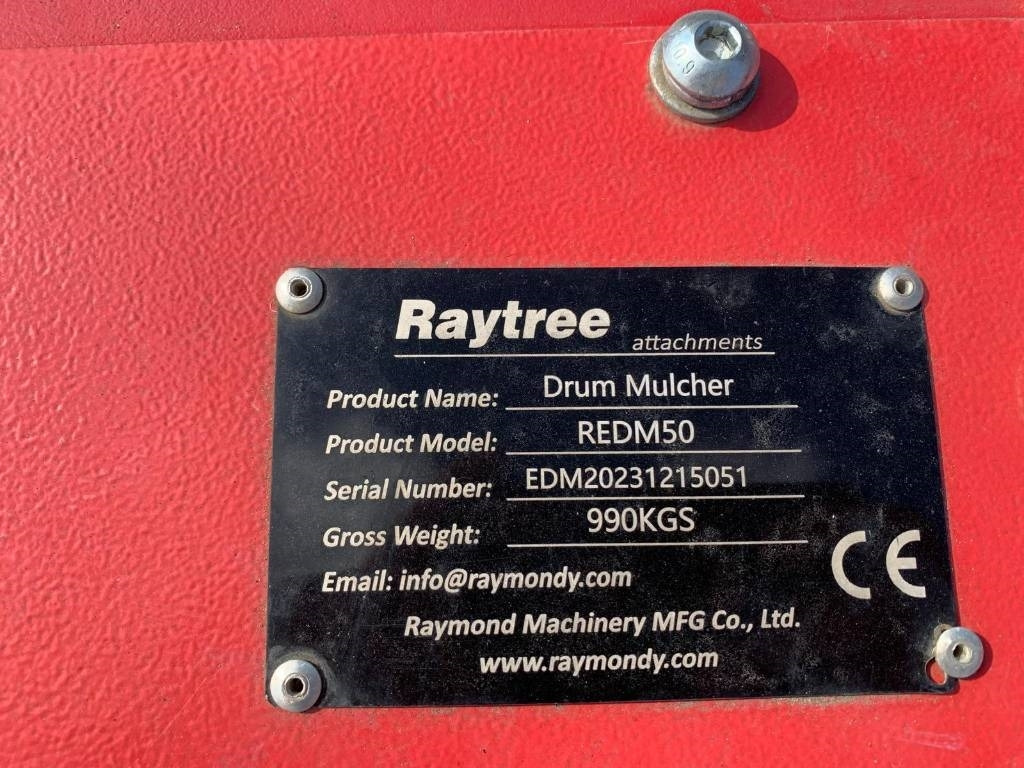 Raytree
attachments
Product Name: Drum Mulcher
Product Model: REDM50
Serial Number: EDM20231215051
Gross Weight: 990KGS
Email: info@raymondy.com
CE
Raymond Machinery MFG Co., Ltd.
www.raymondy.com